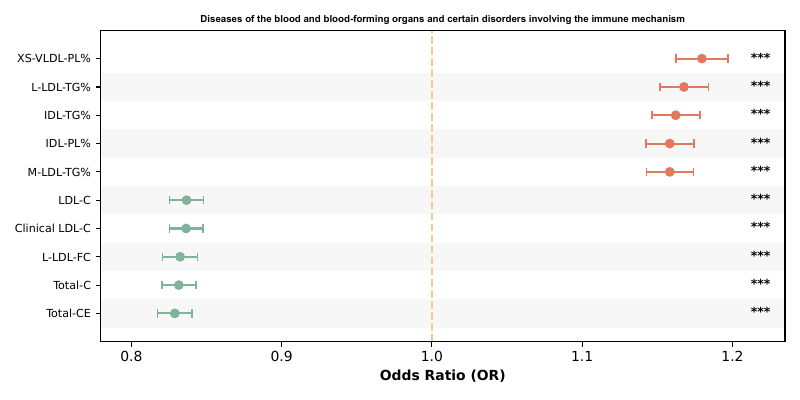 Diseases of the blood and blood-forming organs and certain disorders involving the immune mechanism
XS-VLDL-PL% ***
L-LDL-TG% ***
IDL-TG% ***
IDL-PL% ***
M-LDL-TG% ***
LDL-C ***
Clinical LDL-C ***
L-LDL-FC ***
Total-C ***
Total-CE ***
0.8 0.9 1.0 1.1 1.2
Odds Ratio (OR)